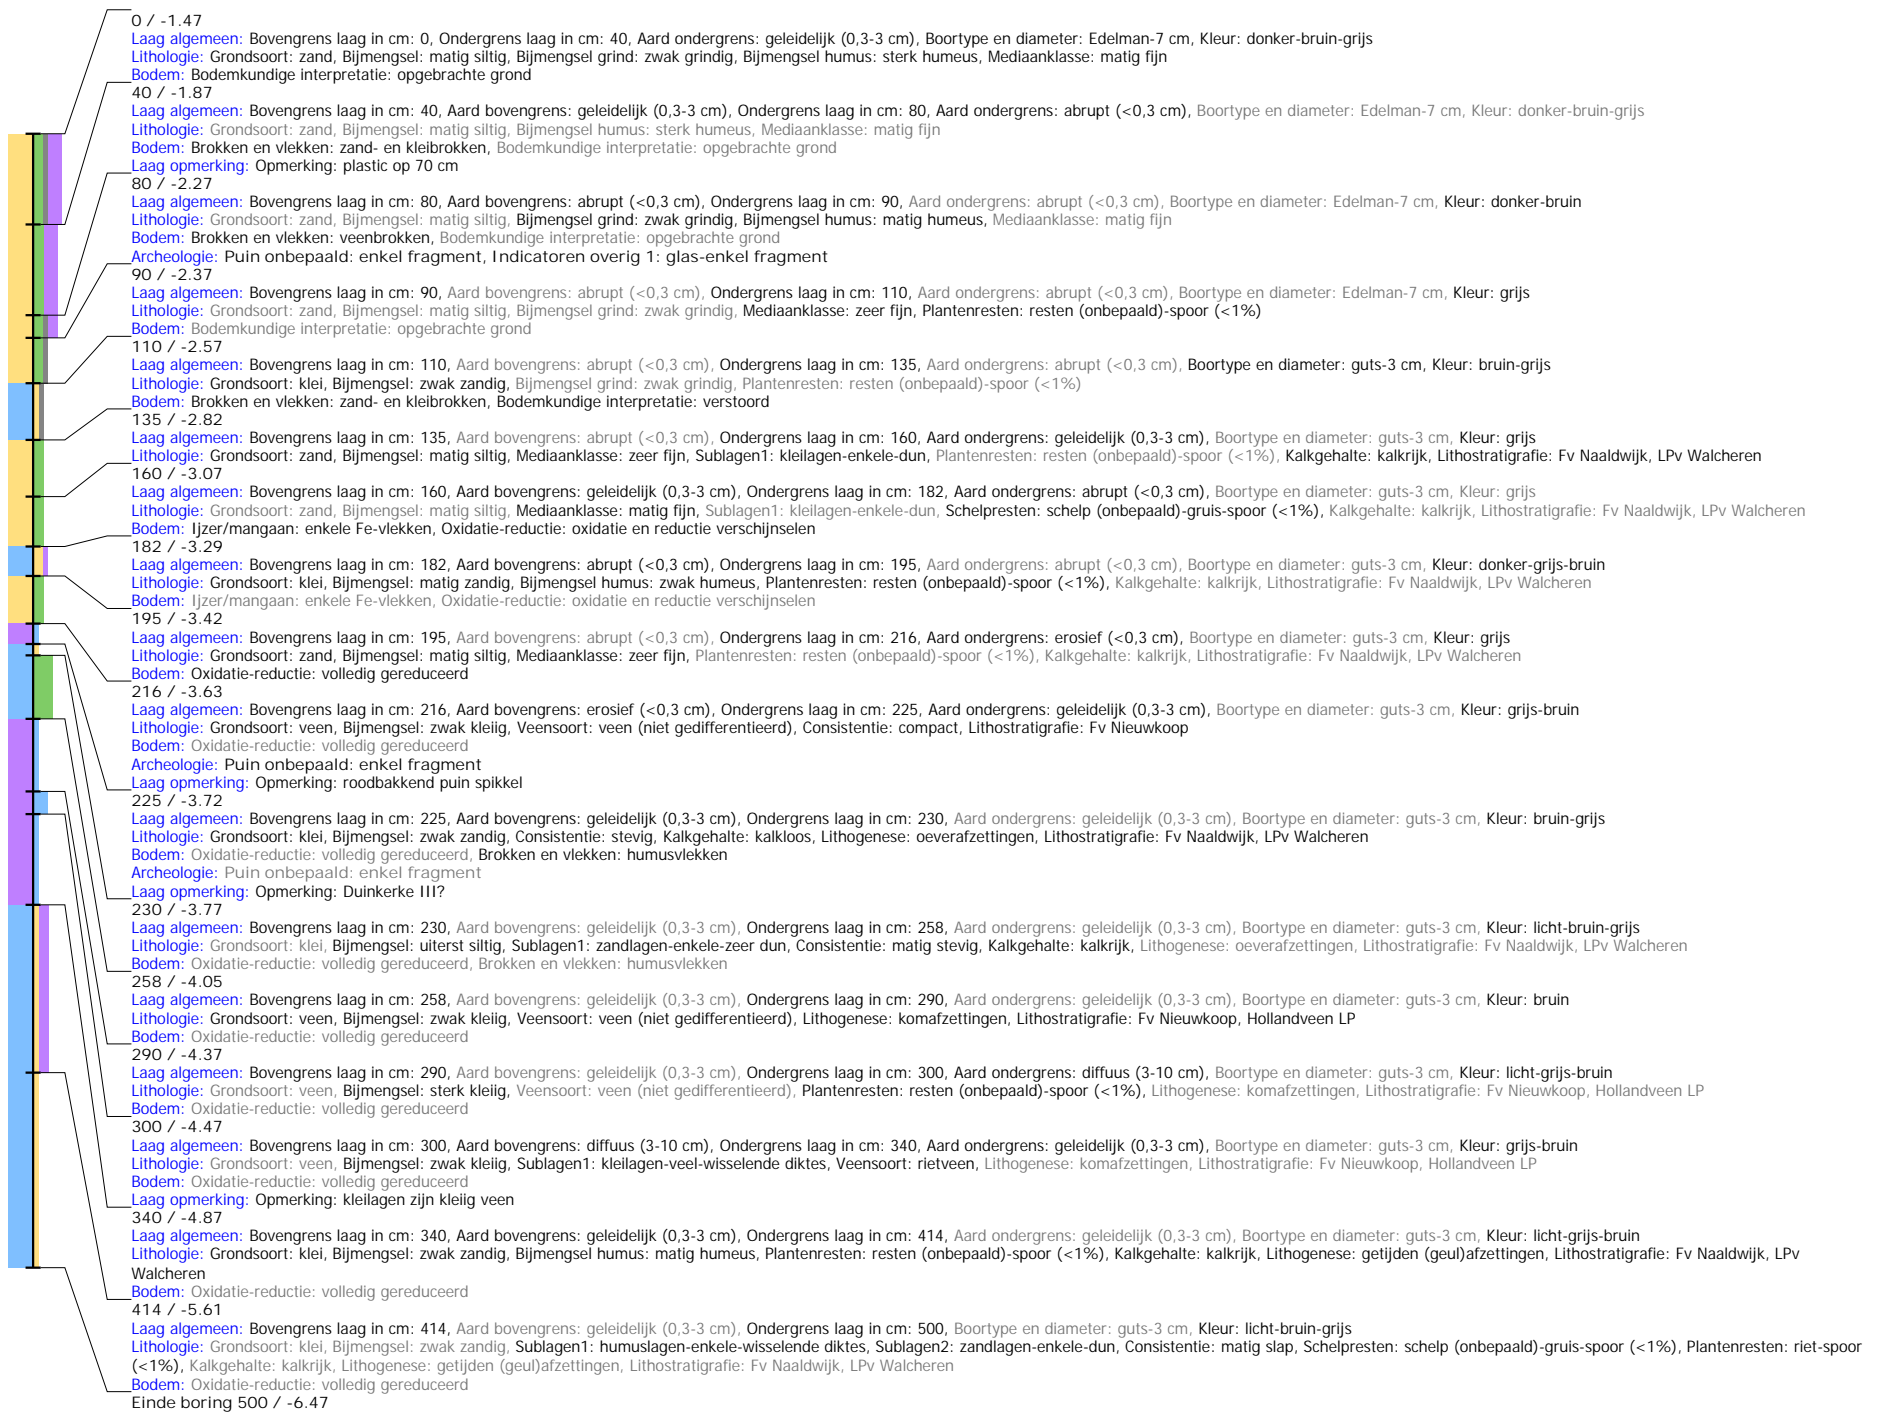 0 / -1.47
Laag algemeen: Bovengrens laag in cm: 0, Ondergrens laag in cm: 40, Aard ondergrens: geleidelijk (0,3-3 cm), Boortype en diameter: Edelman-7 cm, Kleur: donker-bruin-grijs
Lithologie: Grondsoort: zand, Bijmengsel: matig siltig, Bijmengsel grind: zwak grindig, Bijmengsel humus: sterk humeus, Mediaanklasse: matig fijn
Bodem: Bodemkundige interpretatie: opgebrachte grond
40 / -1.87
Laag algemeen: Bovengrens laag in cm: 40, Aard bovengrens: geleidelijk (0,3-3 cm), Ondergrens laag in cm: 80, Aard ondergrens: abrupt (<0,3 cm), Boortype en diameter: Edelman-7 cm, Kleur: donker-bruin-grijs
Lithologie: Grondsoort: zand, Bijmengsel: matig siltig, Bijmengsel humus: sterk humeus, Mediaanklasse: matig fijn
Bodem: Brokken en vlekken: zand- en kleibrokken, Bodemkundige interpretatie: opgebrachte grond
Laag opmerking: Opmerking: plastic op 70 cm
80 / -2.27
Laag algemeen: Bovengrens laag in cm: 80, Aard bovengrens: abrupt (<0,3 cm), Ondergrens laag in cm: 90, Aard ondergrens: abrupt (<0,3 cm), Boortype en diameter: Edelman-7 cm, Kleur: donker-bruin
Lithologie: Grondsoort: zand, Bijmengsel: matig siltig, Bijmengsel grind: zwak grindig, Bijmengsel humus: matig humeus, Mediaanklasse: matig fijn
Bodem: Brokken en vlekken: veenbrokken, Bodemkundige interpretatie: opgebrachte grond
Archeologie: Puin onbepaald: enkel fragment, Indicatoren overig 1: glas-enkel fragment
90 / -2.37
Laag algemeen: Bovengrens laag in cm: 90, Aard bovengrens: abrupt (<0,3 cm), Ondergrens laag in cm: 110, Aard ondergrens: abrupt (<0,3 cm), Boortype en diameter: Edelman-7 cm, Kleur: grijs
Lithologie: Grondsoort: zand, Bijmengsel: matig siltig, Bijmengsel grind: zwak grindig, Mediaanklasse: zeer fijn, Plantenresten: resten (onbepaald)-spoor (<1%)
Bodem: Bodemkundige interpretatie: opgebrachte grond
110 / -2.57
Laag algemeen: Bovengrens laag in cm: 110, Aard bovengrens: abrupt (<0,3 cm), Ondergrens laag in cm: 135, Aard ondergrens: abrupt (<0,3 cm), Boortype en diameter: guts-3 cm, Kleur: bruin-grijs
Lithologie: Grondsoort: klei, Bijmengsel: zwak zandig, Bijmengsel grind: zwak grindig, Plantenresten: resten (onbepaald)-spoor (<1%)
Bodem: Brokken en vlekken: zand- en kleibrokken, Bodemkundige interpretatie: verstoord
135 / -2.82
Laag algemeen: Bovengrens laag in cm: 135, Aard bovengrens: abrupt (<0,3 cm), Ondergrens laag in cm: 160, Aard ondergrens: geleidelijk (0,3-3 cm), Boortype en diameter: guts-3 cm, Kleur: grijs
Lithologie: Grondsoort: zand, Bijmengsel: matig siltig, Mediaanklasse: zeer fijn, Sublagen1: kleilagen-enkele-dun, Plantenresten: resten (onbepaald)-spoor (<1%), Kalkgehalte: kalkrijk, Lithostratigrafie: Fv Naaldwijk, LPv Walcheren
160 / -3.07
Laag algemeen: Bovengrens laag in cm: 160, Aard bovengrens: geleidelijk (0,3-3 cm), Ondergrens laag in cm: 182, Aard ondergrens: abrupt (<0,3 cm), Boortype en diameter: guts-3 cm, Kleur: grijs
Lithologie: Grondsoort: zand, Bijmengsel: matig siltig, Mediaanklasse: matig fijn, Sublagen1: kleilagen-enkele-dun, Schelpresten: schelp (onbepaald)-gruis-spoor (<1%), Kalkgehalte: kalkrijk, Lithostratigrafie: Fv Naaldwijk, LPv Walcheren
Bodem: Ijzer/mangaan: enkele Fe-vlekken, Oxidatie-reductie: oxidatie en reductie verschijnselen
182 / -3.29
Laag algemeen: Bovengrens laag in cm: 182, Aard bovengrens: abrupt (<0,3 cm), Ondergrens laag in cm: 195, Aard ondergrens: abrupt (<0,3 cm), Boortype en diameter: guts-3 cm, Kleur: donker-grijs-bruin
Lithologie: Grondsoort: klei, Bijmengsel: matig zandig, Bijmengsel humus: zwak humeus, Plantenresten: resten (onbepaald)-spoor (<1%), Kalkgehalte: kalkrijk, Lithostratigrafie: Fv Naaldwijk, LPv Walcheren
Bodem: Ijzer/mangaan: enkele Fe-vlekken, Oxidatie-reductie: oxidatie en reductie verschijnselen
195 / -3.42
Laag algemeen: Bovengrens laag in cm: 195, Aard bovengrens: abrupt (<0,3 cm), Ondergrens laag in cm: 216, Aard ondergrens: erosief (<0,3 cm), Boortype en diameter: guts-3 cm, Kleur: grijs
Lithologie: Grondsoort: zand, Bijmengsel: matig siltig, Mediaanklasse: zeer fijn, Plantenresten: resten (onbepaald)-spoor (<1%), Kalkgehalte: kalkrijk, Lithostratigrafie: Fv Naaldwijk, LPv Walcheren
Bodem: Oxidatie-reductie: volledig gereduceerd
216 / -3.63
Laag algemeen: Bovengrens laag in cm: 216, Aard bovengrens: erosief (<0,3 cm), Ondergrens laag in cm: 225, Aard ondergrens: geleidelijk (0,3-3 cm), Boortype en diameter: guts-3 cm, Kleur: grijs-bruin
Lithologie: Grondsoort: veen, Bijmengsel: zwak kleiig, Veensoort: veen (niet gedifferentieerd), Consistentie: compact, Lithostratigrafie: Fv Nieuwkoop
Bodem: Oxidatie-reductie: volledig gereduceerd
Archeologie: Puin onbepaald: enkel fragment
Laag opmerking: Opmerking: roodbakkend puin spikkel
225 / -3.72
Laag algemeen: Bovengrens laag in cm: 225, Aard bovengrens: geleidelijk (0,3-3 cm), Ondergrens laag in cm: 230, Aard ondergrens: geleidelijk (0,3-3 cm), Boortype en diameter: guts-3 cm, Kleur: bruin-grijs
Lithologie: Grondsoort: klei, Bijmengsel: zwak zandig, Consistentie: stevig, Kalkgehalte: kalkloos, Lithogenese: oeverafzettingen, Lithostratigrafie: Fv Naaldwijk, LPv Walcheren
Bodem: Oxidatie-reductie: volledig gereduceerd, Brokken en vlekken: humusvlekken
Archeologie: Puin onbepaald: enkel fragment
Laag opmerking: Opmerking: Duinkerke III?
230 / -3.77
Laag algemeen: Bovengrens laag in cm: 230, Aard bovengrens: geleidelijk (0,3-3 cm), Ondergrens laag in cm: 258, Aard ondergrens: geleidelijk (0,3-3 cm), Boortype en diameter: guts-3 cm, Kleur: licht-bruin-grijs
Lithologie: Grondsoort: klei, Bijmengsel: uiterst siltig, Sublagen1: zandlagen-enkele-zeer dun, Consistentie: matig stevig, Kalkgehalte: kalkrijk, Lithogenese: oeverafzettingen, Lithostratigrafie: Fv Naaldwijk, LPv Walcheren
Bodem: Oxidatie-reductie: volledig gereduceerd, Brokken en vlekken: humusvlekken
258 / -4.05
Laag algemeen: Bovengrens laag in cm: 258, Aard bovengrens: geleidelijk (0,3-3 cm), Ondergrens laag in cm: 290, Aard ondergrens: geleidelijk (0,3-3 cm), Boortype en diameter: guts-3 cm, Kleur: bruin
Lithologie: Grondsoort: veen, Bijmengsel: zwak kleiig, Veensoort: veen (niet gedifferentieerd), Lithogenese: komafzettingen, Lithostratigrafie: Fv Nieuwkoop, Hollandveen LP
Bodem: Oxidatie-reductie: volledig gereduceerd
290 / -4.37
Laag algemeen: Bovengrens laag in cm: 290, Aard bovengrens: geleidelijk (0,3-3 cm), Ondergrens laag in cm: 300, Aard ondergrens: diffuus (3-10 cm), Boortype en diameter: guts-3 cm, Kleur: licht-grijs-bruin
Lithologie: Grondsoort: veen, Bijmengsel: sterk kleiig, Veensoort: veen (niet gedifferentieerd), Plantenresten: resten (onbepaald)-spoor (<1%), Lithogenese: komafzettingen, Lithostratigrafie: Fv Nieuwkoop, Hollandveen LP
Bodem: Oxidatie-reductie: volledig gereduceerd
300 / -4.47
Laag algemeen: Bovengrens laag in cm: 300, Aard bovengrens: diffuus (3-10 cm), Ondergrens laag in cm: 340, Aard ondergrens: geleidelijk (0,3-3 cm), Boortype en diameter: guts-3 cm, Kleur: grijs-bruin
Lithologie: Grondsoort: veen, Bijmengsel: zwak kleiig, Sublagen1: kleilagen-veel-wisselende diktes, Veensoort: rietveen, Lithogenese: komafzettingen, Lithostratigrafie: Fv Nieuwkoop, Hollandveen LP
Bodem: Oxidatie-reductie: volledig gereduceerd
Laag opmerking: Opmerking: kleilagen zijn kleiig veen
340 / -4.87
Laag algemeen: Bovengrens laag in cm: 340, Aard bovengrens: geleidelijk (0,3-3 cm), Ondergrens laag in cm: 414, Aard ondergrens: geleidelijk (0,3-3 cm), Boortype en diameter: guts-3 cm, Kleur: licht-grijs-bruin
Lithologie: Grondsoort: klei, Bijmengsel: zwak zandig, Bijmengsel humus: matig humeus, Plantenresten: resten (onbepaald)-spoor (<1%), Kalkgehalte: kalkrijk, Lithogenese: getijden (geul)afzettingen, Lithostratigrafie: Fv Naaldwijk, LPv
Walcheren
Bodem: Oxidatie-reductie: volledig gereduceerd
414 / -5.61
Laag algemeen: Bovengrens laag in cm: 414, Aard bovengrens: geleidelijk (0,3-3 cm), Ondergrens laag in cm: 500, Boortype en diameter: guts-3 cm, Kleur: licht-bruin-grijs
Lithologie: Grondsoort: klei, Bijmengsel: zwak zandig, Sublagen1: humuslagen-enkele-wisselende diktes, Sublagen2: zandlagen-enkele-dun, Consistentie: matig slap, Schelpresten: schelp (onbepaald)-gruis-spoor (<1%), Plantenresten: riet-spoor
(<1%), Kalkgehalte: kalkrijk, Lithogenese: getijden (geul)afzettingen, Lithostratigrafie: Fv Naaldwijk, LPv Walcheren
Bodem: Oxidatie-reductie: volledig gereduceerd
Einde boring 500 / -6.47